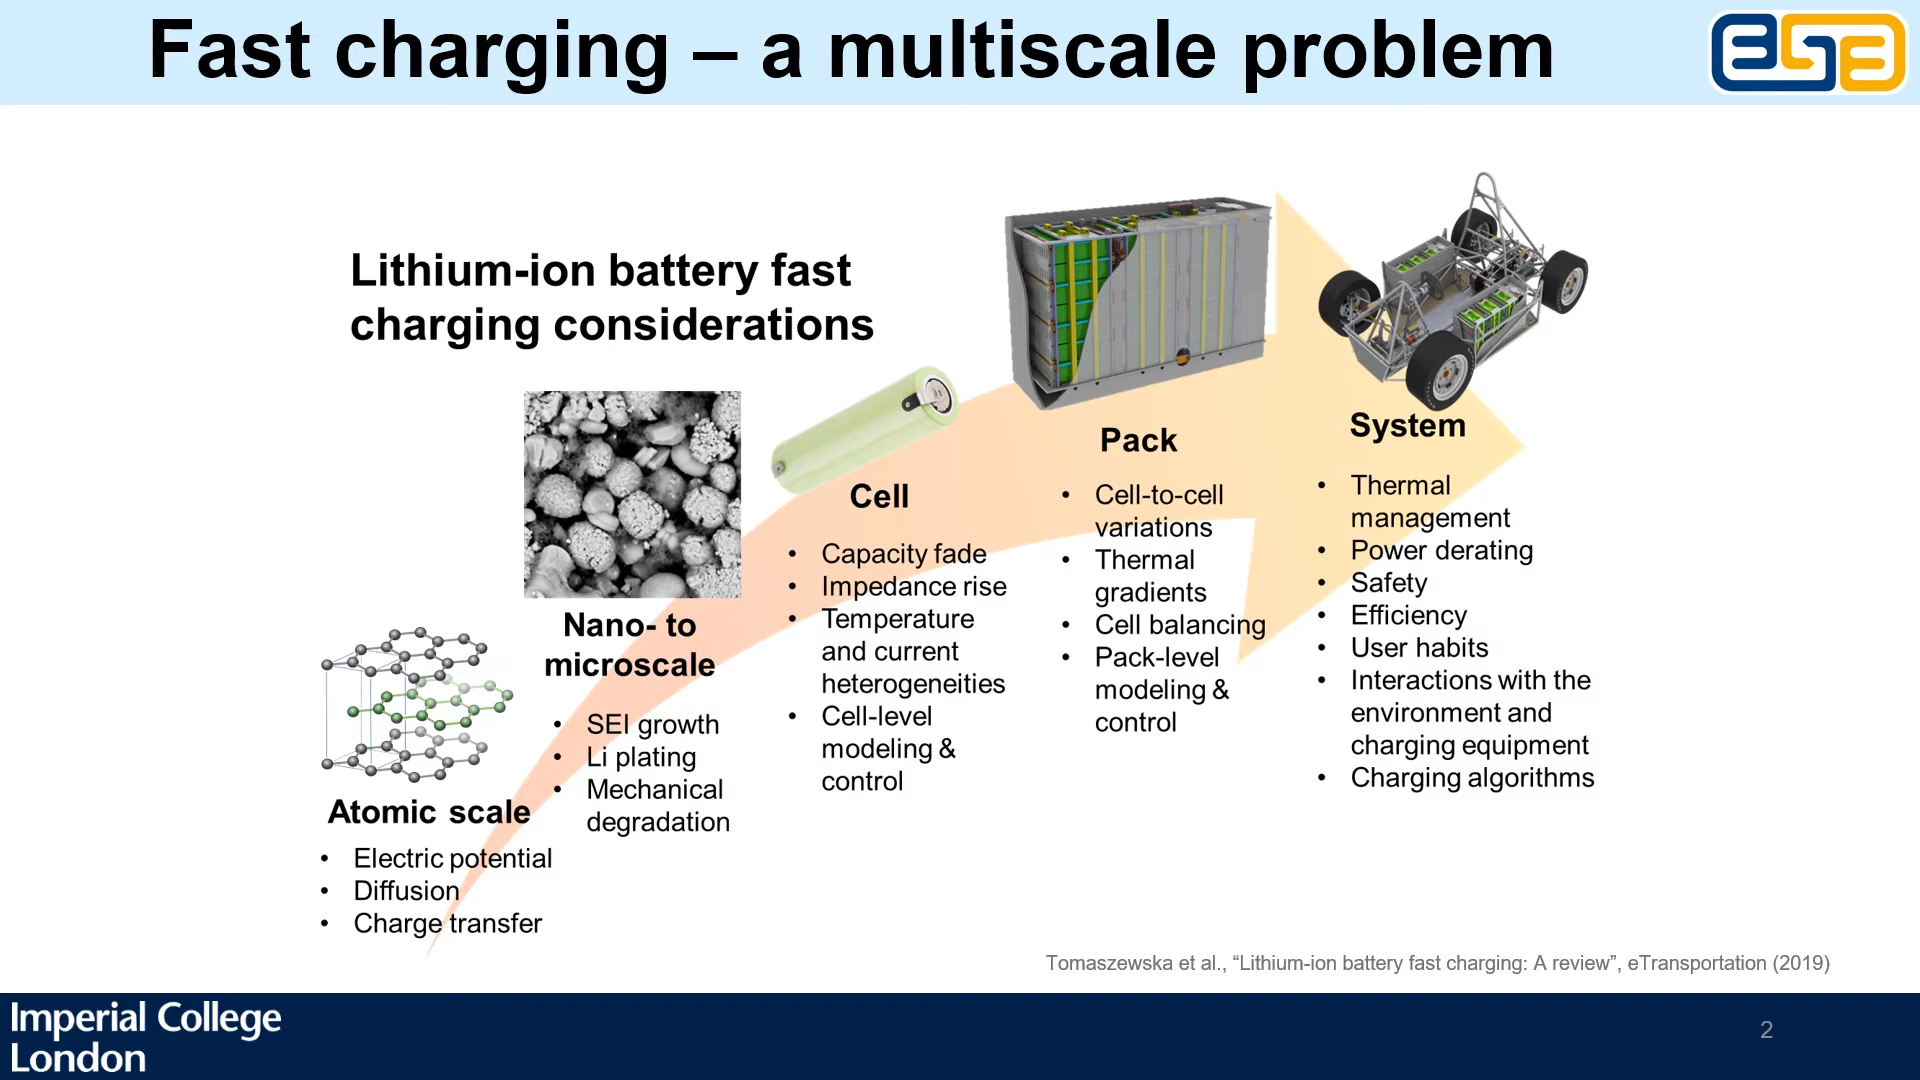 Fast charging – a multiscale problem
Lithium-ion battery fast
charging considerations
Atomic scale
• Electric potential
• Diffusion
• Charge transfer
Nano- to
microscale
• SEI growth
• Li plating
• Mechanical
degradation
Cell
• Capacity fade
• Impedance rise
• Temperature
and current
heterogeneities
• Cell-level
modeling &
control
Pack
• Cell-to-cell
variations
• Thermal
gradients
• Cell balancing
• Pack-level
modeling &
control
System
• Thermal
management
• Power derating
• Safety
• Efficiency
• User habits
• Interactions with the
environment and
charging equipment
• Charging algorithms
Tomaszewska et al., “Lithium-ion battery fast charging: A review”, eTransportation (2019)
Imperial College
London
2